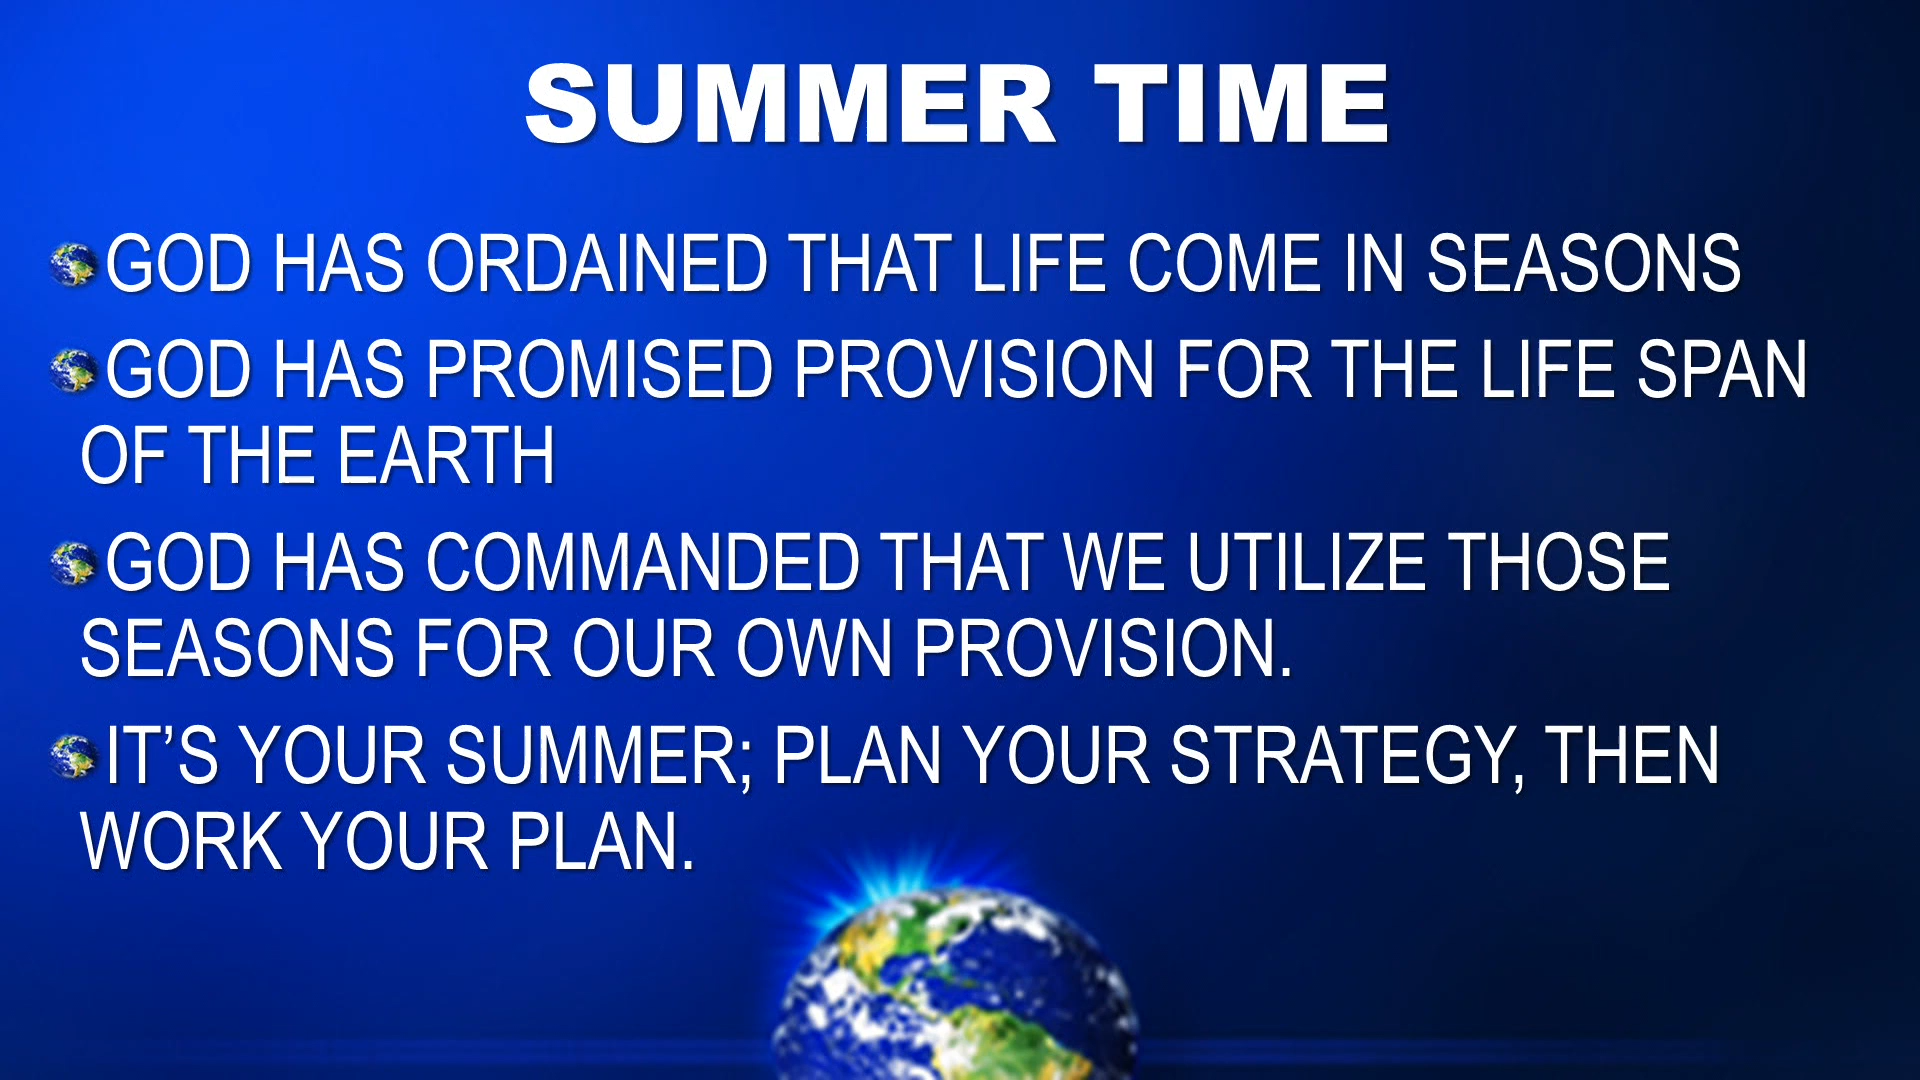 SUMMER TIME
GOD HAS ORDAINED THAT LIFE COME IN SEASONS
GOD HAS PROMISED PROVISION FOR THE LIFE SPAN
OF THE EARTH
GOD HAS COMMANDED THAT WE UTILIZE THOSE
SEASONS FOR OUR OWN PROVISION.
IT’S YOUR SUMMER; PLAN YOUR STRATEGY, THEN
WORK YOUR PLAN.